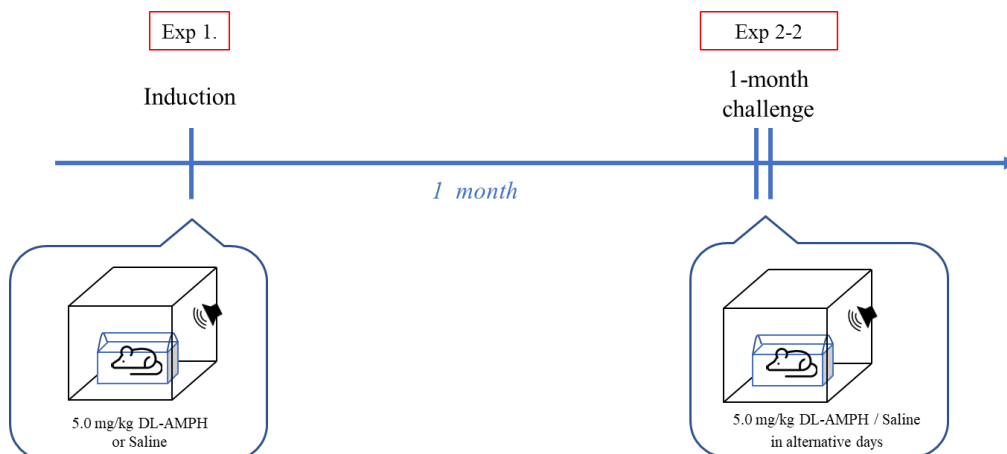 Exp 1.
Exp 2-2
Induction
1-month
challenge
1 month
5.0 mg/kg DL-AMPH
or Saline
5.0 mg/kg DL-AMPH / Saline
in alternative days